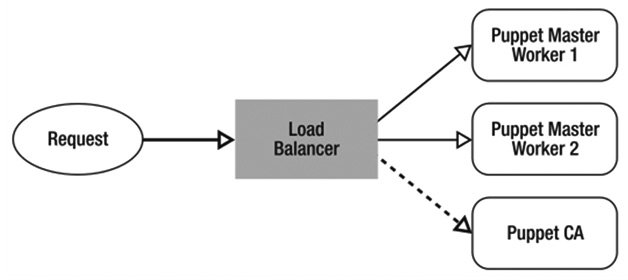 Request
Load
Balancer
Puppet Master
Worker 1
Puppet Master
Worker 2
Puppet CA